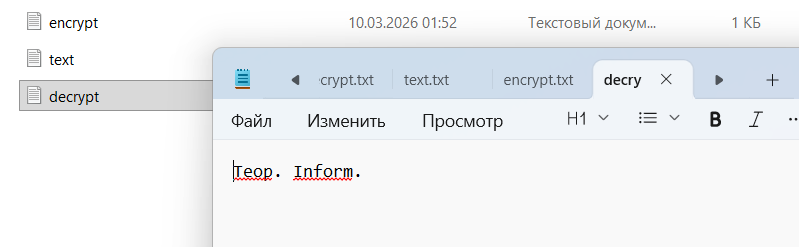 encrypt 10.03.2026 01:52 Текстовый докум... 1 КБ
text
decrypt
crypt.txt text.txt encrypt.txt decry
Файл Изменить Просмотр H1 B I
Теор. Inform.